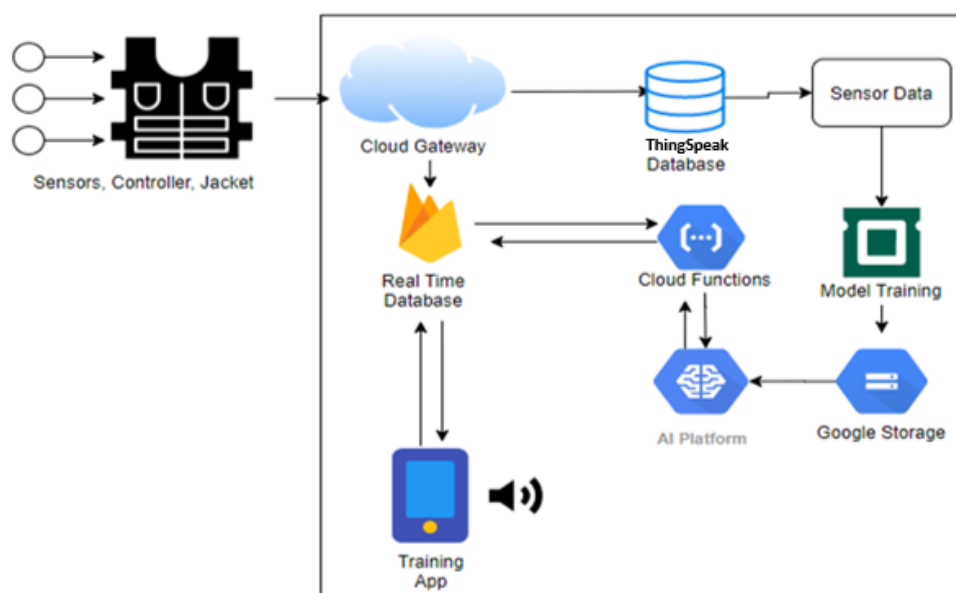 Sensors, Controller, Jacket
Cloud Gateway
ThingSpeak
Database
Sensor Data
Real Time
Database
Cloud Functions
Model Training
AI Platform
Google Storage
Training
App